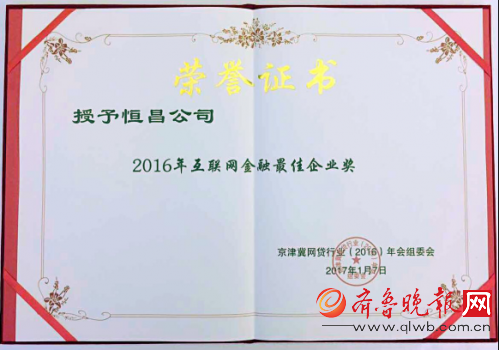 荣誉证书
授予恒昌公司
2016年互联网金融最佳企业奖
京津冀网贷行业（2016）年会组委会
2017年1月7日
齐鲁晚报网
www.qlwb.com.cn